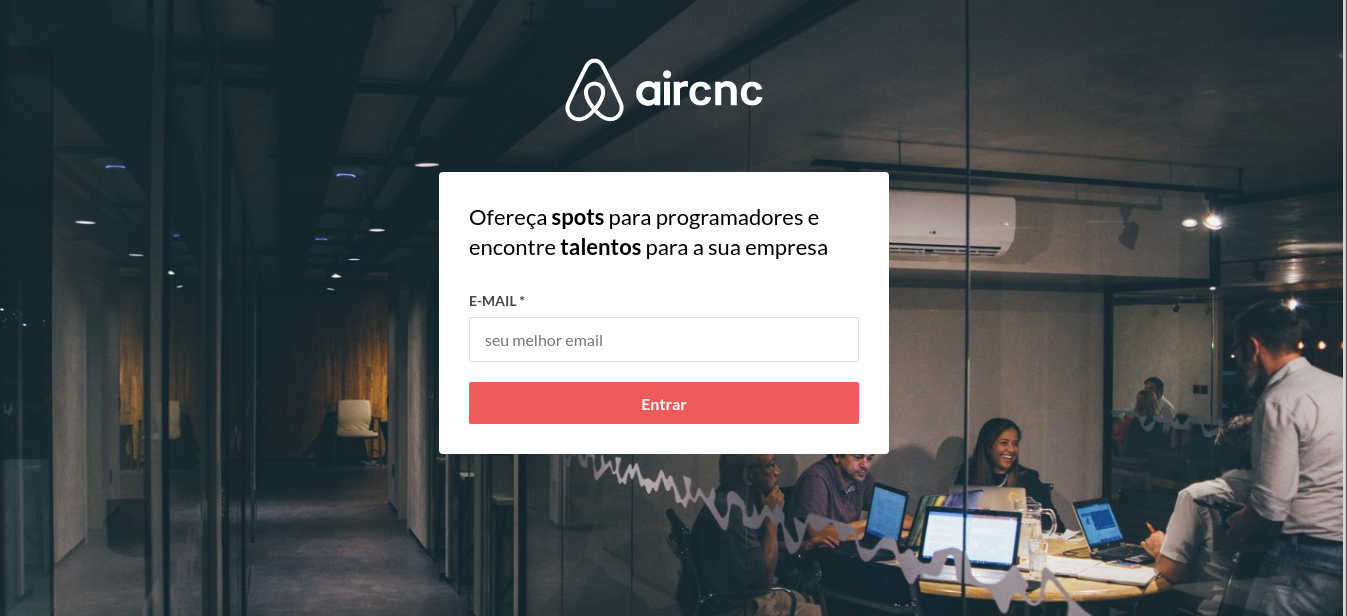 aircnc
Ofereça spots para programadores e
encontre talentos para a sua empresa
E-MAIL *
seu melhor email
Entrar